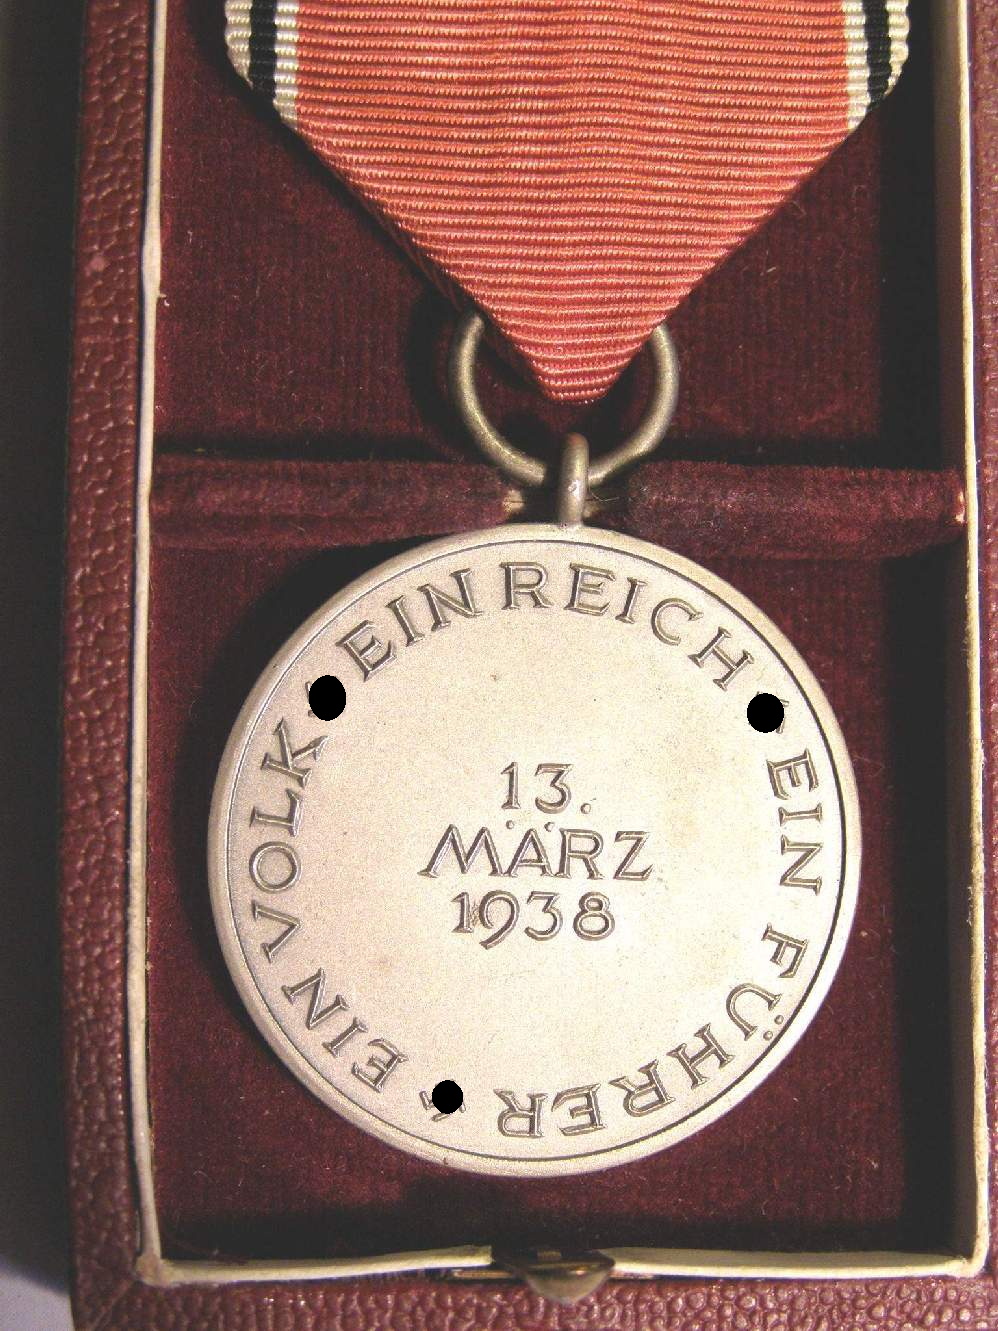 EIN VOLK EIN REICH EIN FÜHRER
13.
MÄRZ
1938